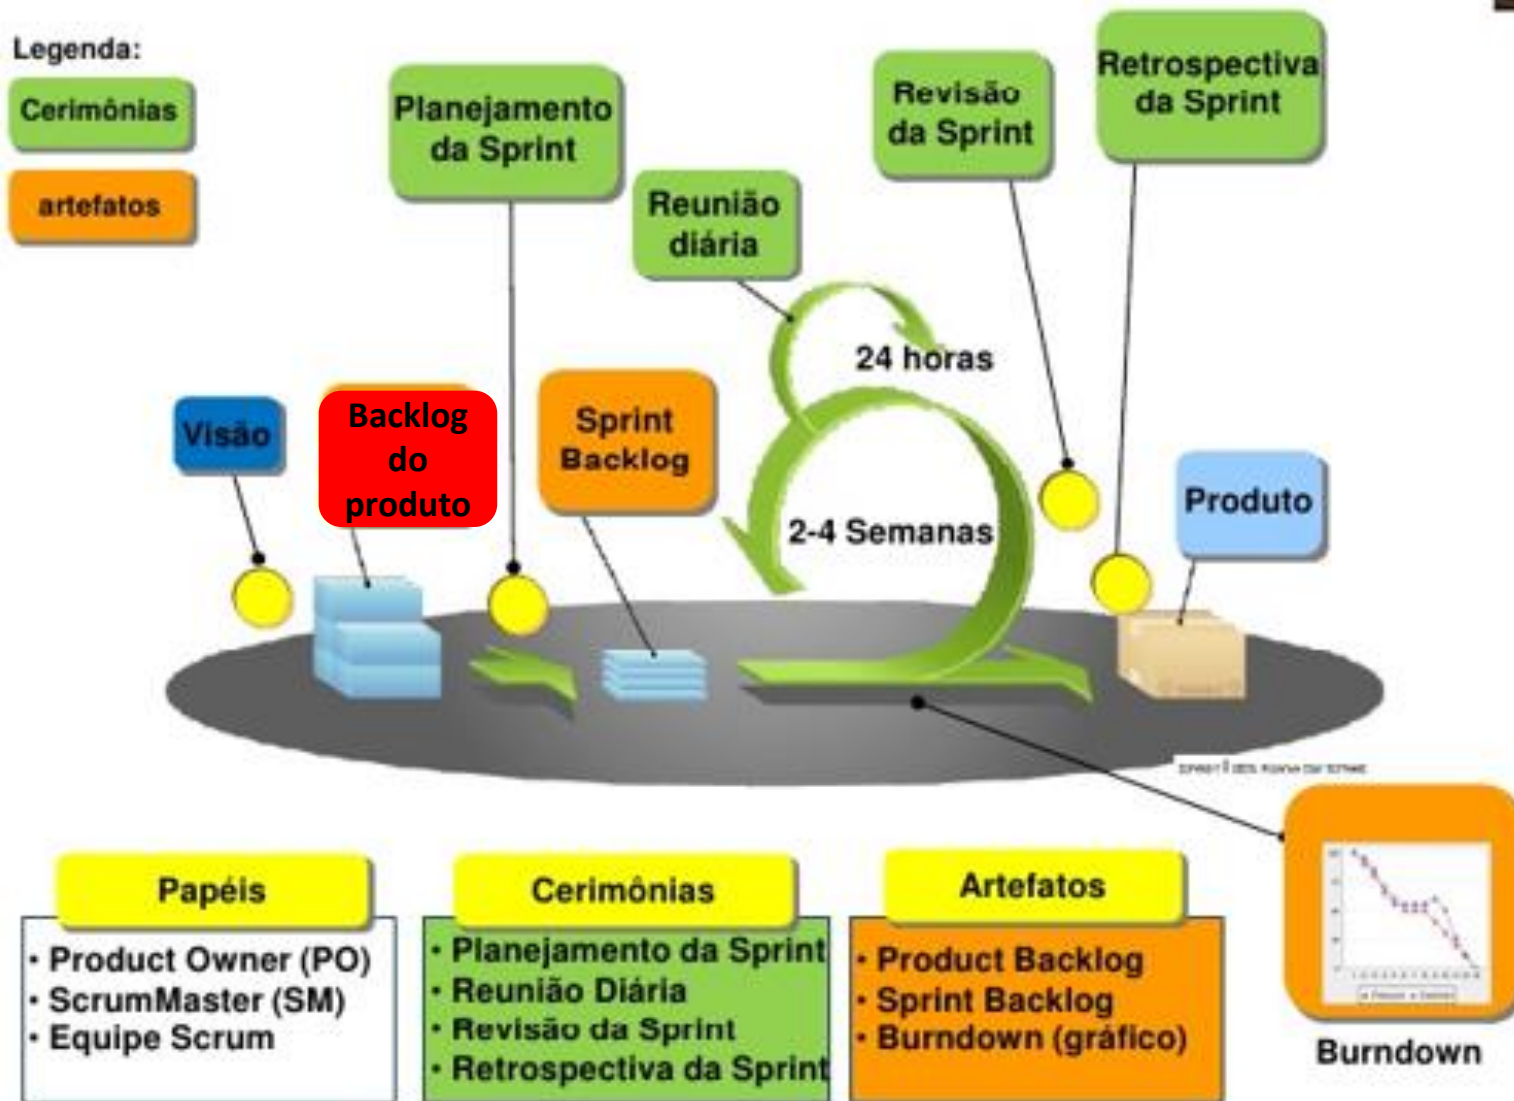 Legenda:
Cerimônias
artefatos
Planejamento
da Sprint
Reunião
diária
Revisão
da Sprint
Retrospectiva
da Sprint
24 horas
2-4 Semanas
Visão
Backlog
do
produto
Sprint
Backlog
Produto
Papéis
• Product Owner (PO)
• ScrumMaster (SM)
• Equipe Scrum
Cerimônias
• Planejamento da Sprint
• Reunião Diária
• Revisão da Sprint
• Retrospectiva da Sprint
Artefatos
• Product Backlog
• Sprint Backlog
• Burndown (gráfico)
Burndown